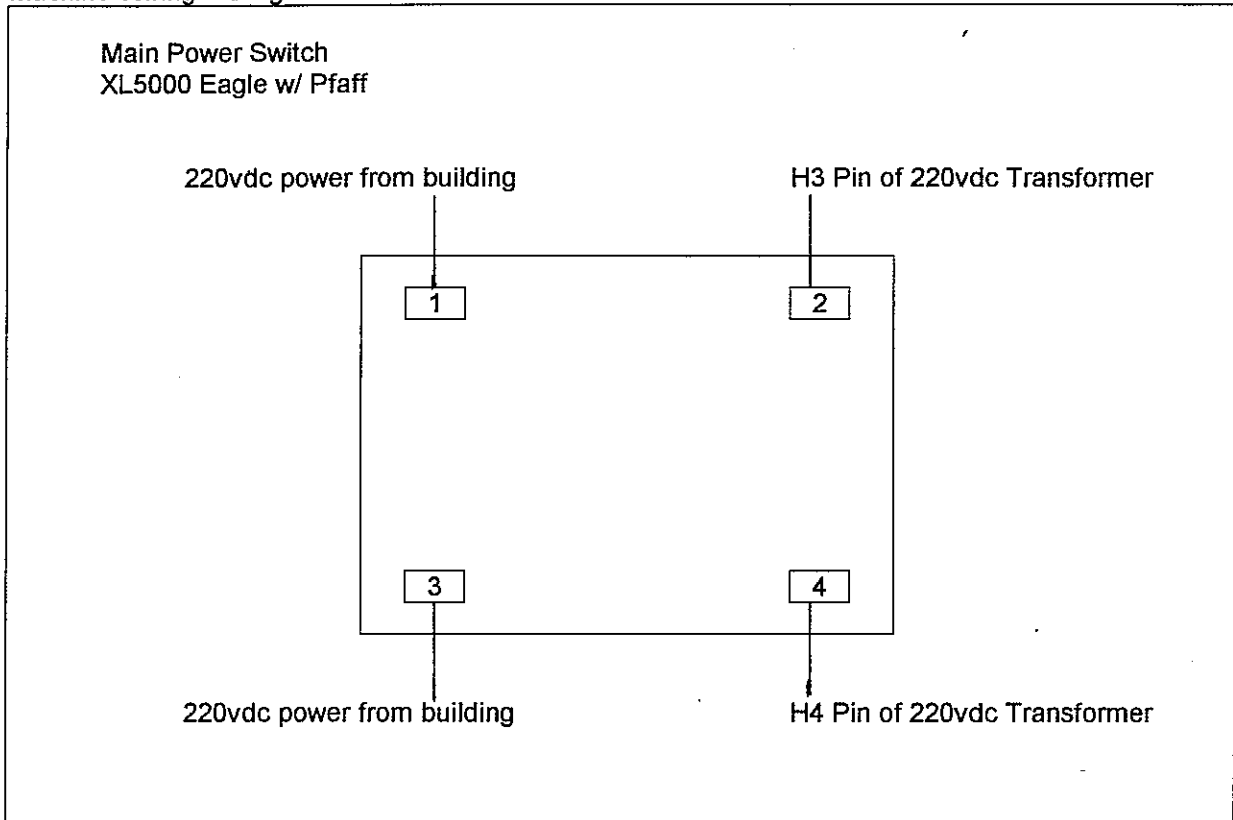 Main Power Switch
XL5000 Eagle w/ Pfaff
220vdc power from building
H3 Pin of 220vdc Transformer
1
2
3
4
220vdc power from building
H4 Pin of 220vdc Transformer